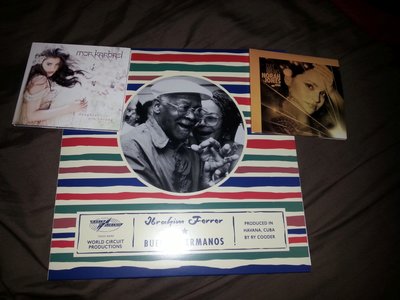 mor karbasi
NORAH JONES
Ibrahim Ferrer
BUENOS HERMANOS
WORLD CIRCUIT
PRODUCTIONS
PRODUCED IN
HAVANA, CUBA
BY RY COODER